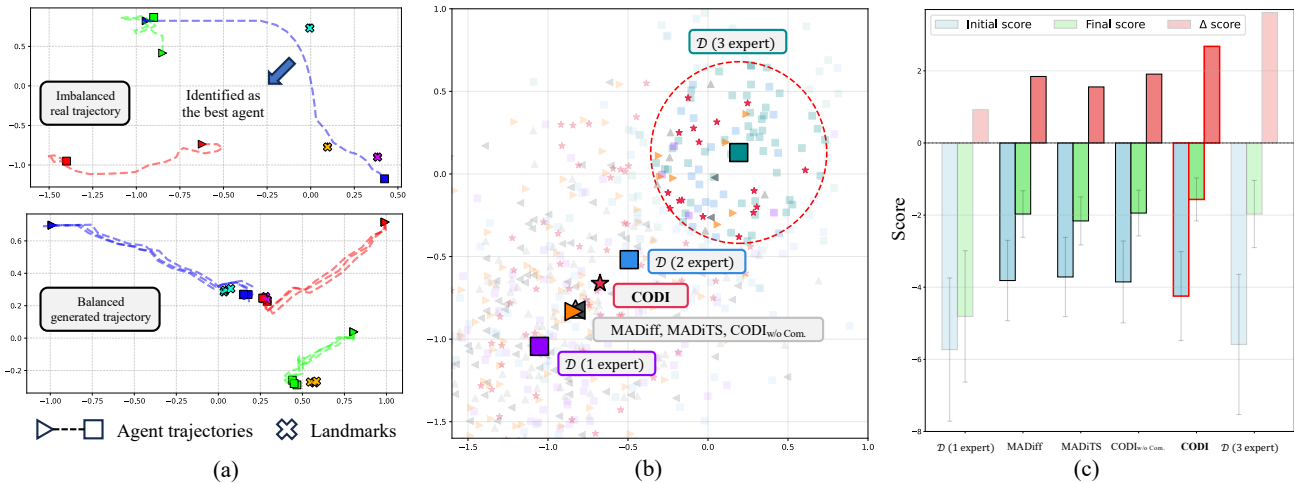 0.5
0.0
−0.5
−1.0
−1.50
−1.25
−1.00
−0.75
−0.50
−0.25
0.00
0.25
0.50
Imbalanced
real trajectory
Identified as
the best agent
0.6
0.4
0.2
0.0
−0.2
−1.00
−0.75
−0.50
−0.25
0.00
0.25
0.50
0.75
1.00
Balanced
generated trajectory
Agent trajectories
Landmarks
(a)
1.0
0.5
0.0
−0.5
−1.0
−1.5
−1.5
−1.0
−0.5
0.0
0.5
1.0
𝒟 (3 expert)
𝒟 (2 expert)
CODI
MADiff, MADiTS, CODIw/o Com.
𝒟 (1 expert)
(b)
Initial score
Final score
Δ score
Score
2
0
−2
−4
−6
−8
𝒟 (1 expert)
MADiff
MADiTS
CODIw/o Com.
CODI
𝒟 (3 expert)
(c)